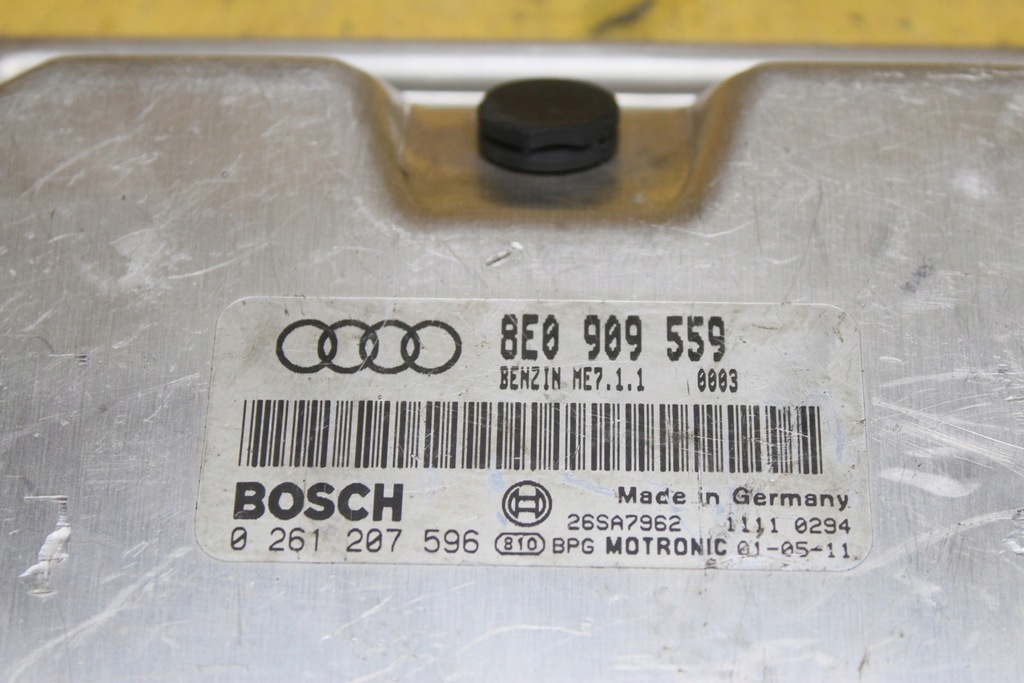 8E0 909 559
BENZIN ME7.1.1 0003
BOSCH
Made in Germany
26SA7962 1111 0294
0 261 207 596 810 BPG MOTRONIC 01-05-11